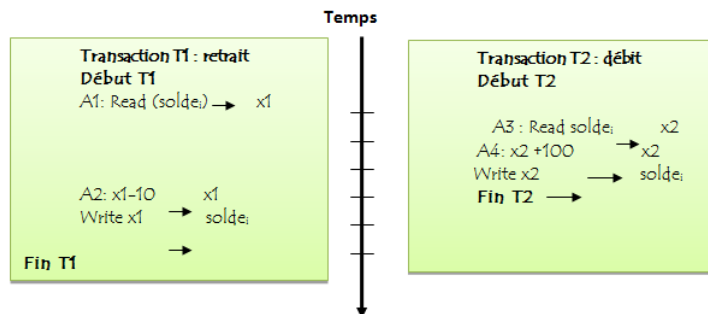 Temps
Transaction T1 : retrait
Début T1
A1: Read (soldeᵢ) → x1
A2: x1-10 x1
Write x1 → soldeᵢ
→
Fin T1
Transaction T2 : débit
Début T2
A3 : Read soldeᵢ x2
A4: x2 +100 → x2
Write x2 → soldeᵢ
Fin T2 →